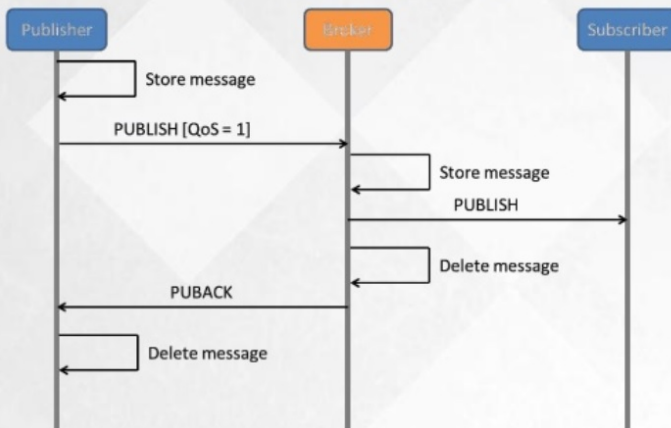 Publisher
Broker
Subscriber
Store message
PUBLISH [QoS = 1]
Store message
PUBLISH
Delete message
PUBACK
Delete message